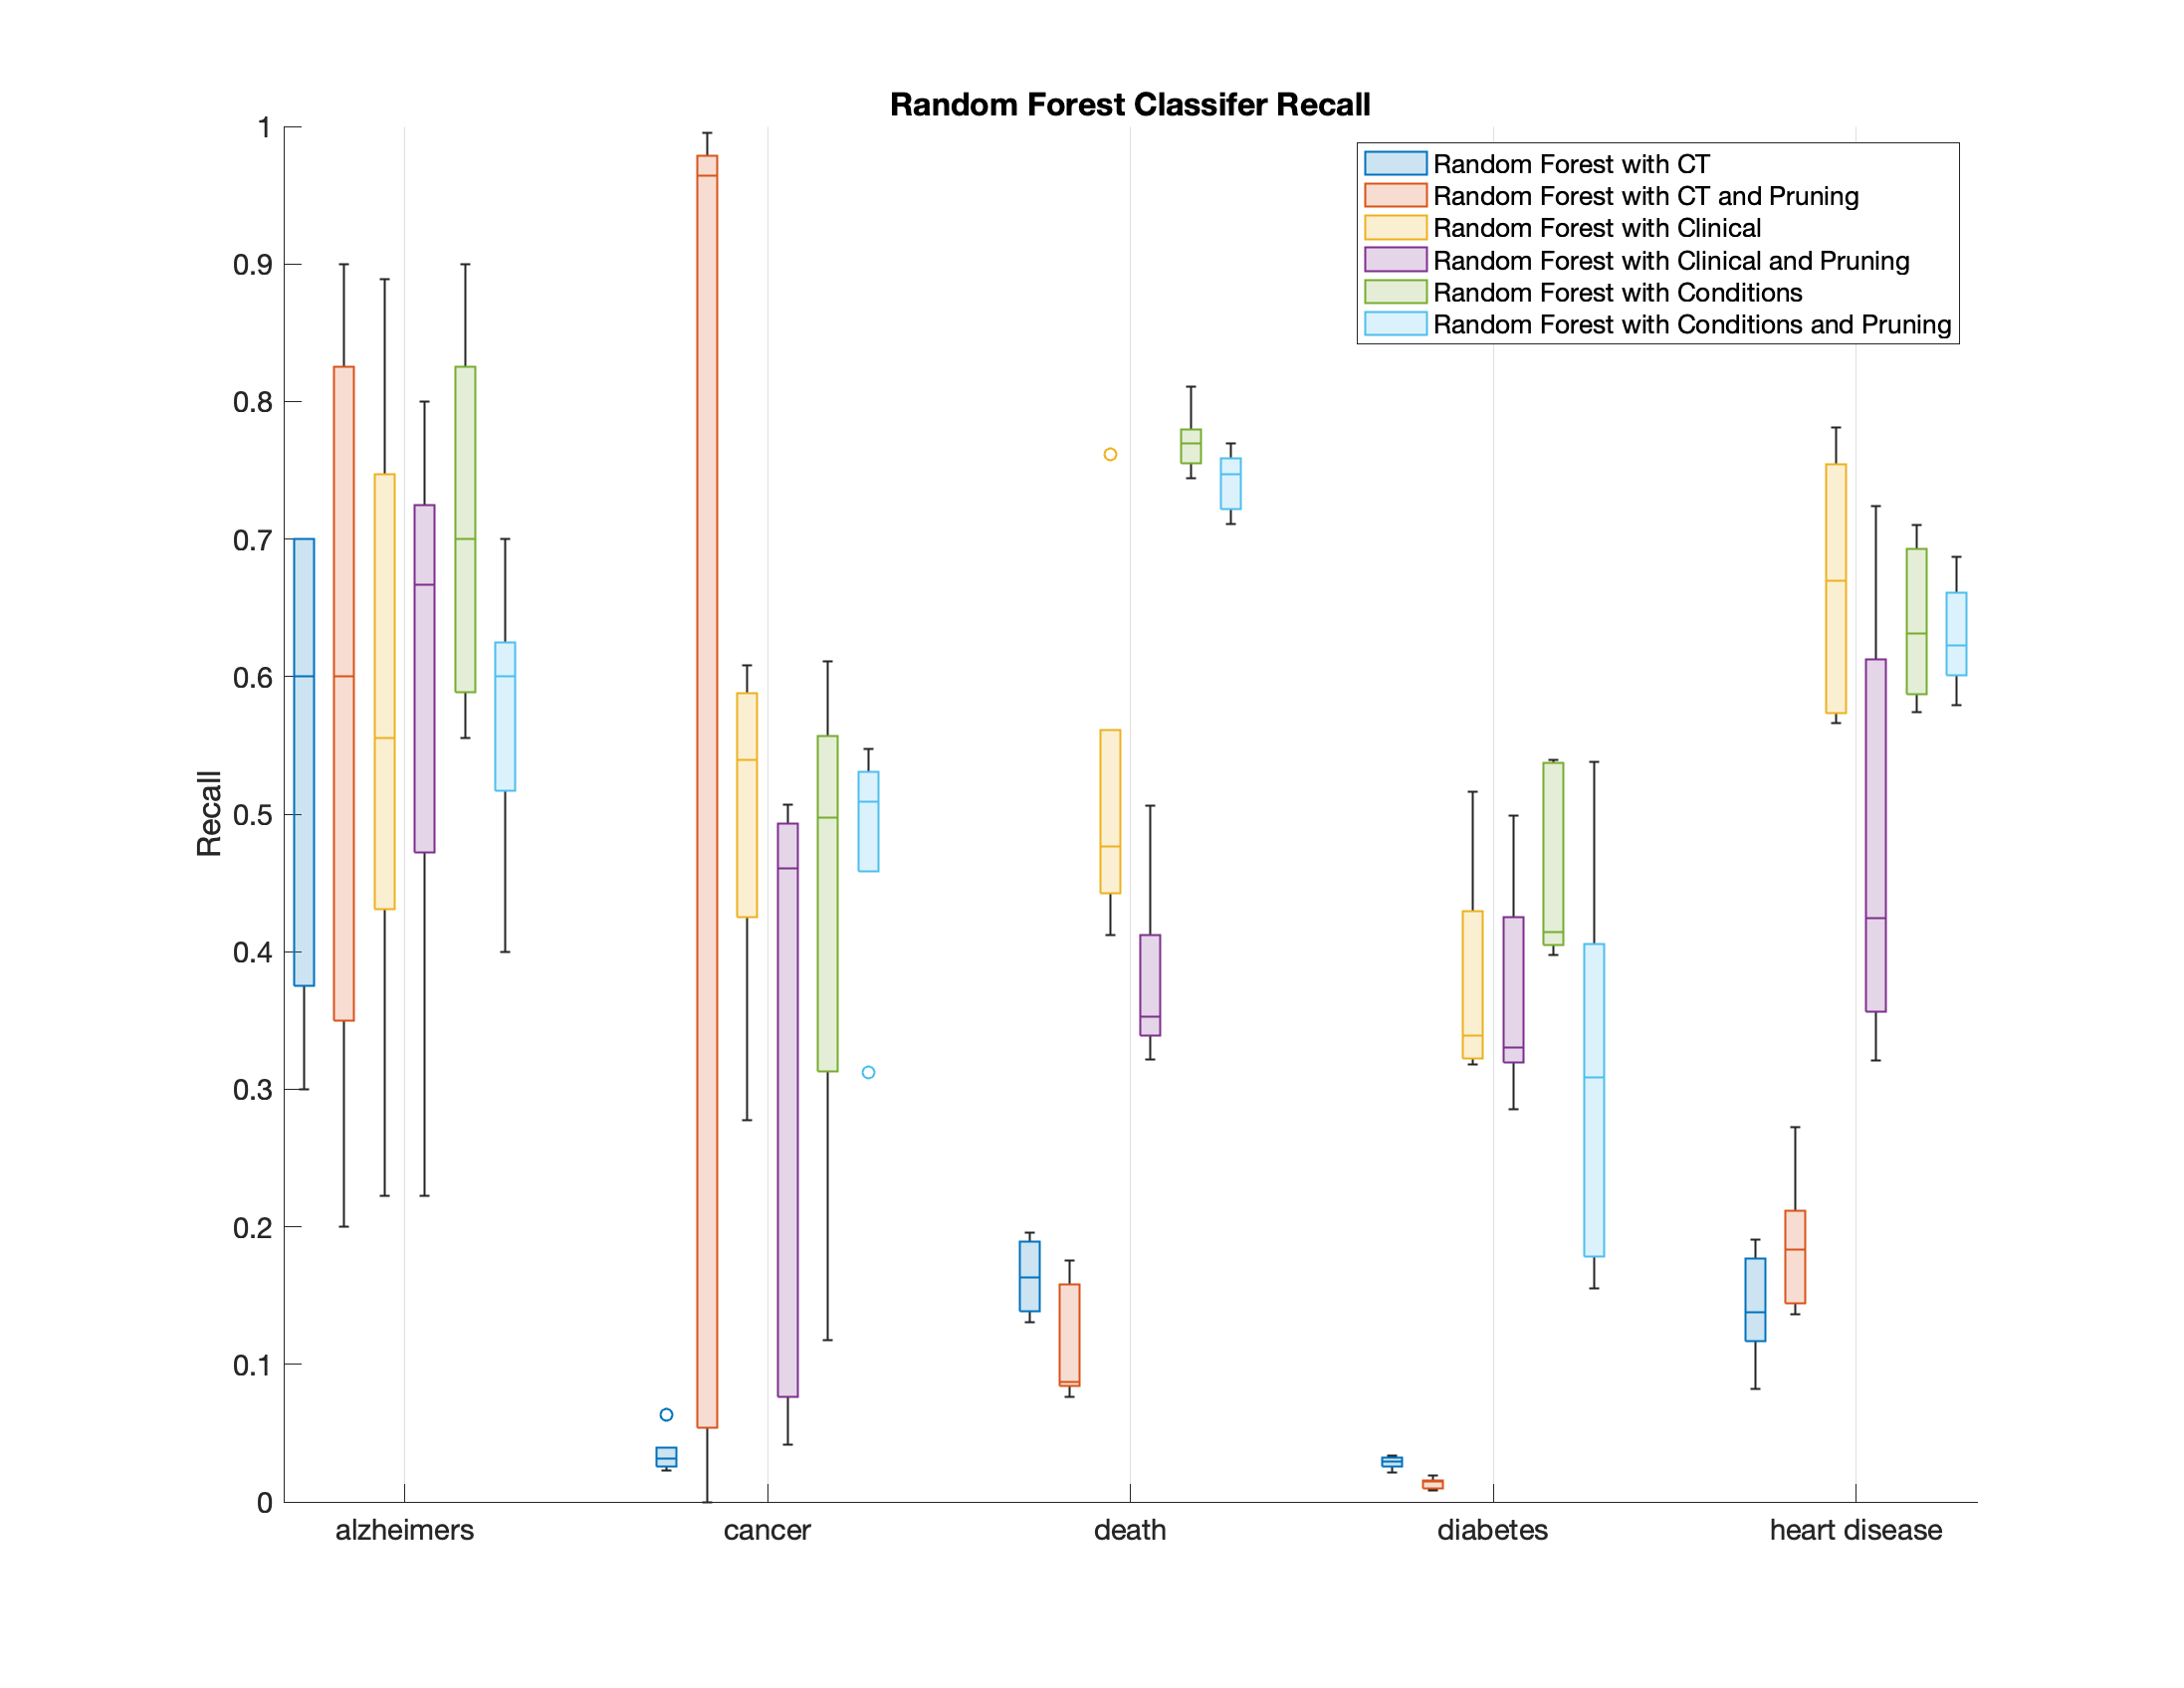 Random Forest Classifer Recall
Random Forest with CT
Random Forest with CT and Pruning
Random Forest with Clinical
Random Forest with Clinical and Pruning
Random Forest with Conditions
Random Forest with Conditions and Pruning
Recall
1
0.9
0.8
0.7
0.6
0.5
0.4
0.3
0.2
0.1
0
alzheimers cancer death diabetes heart disease